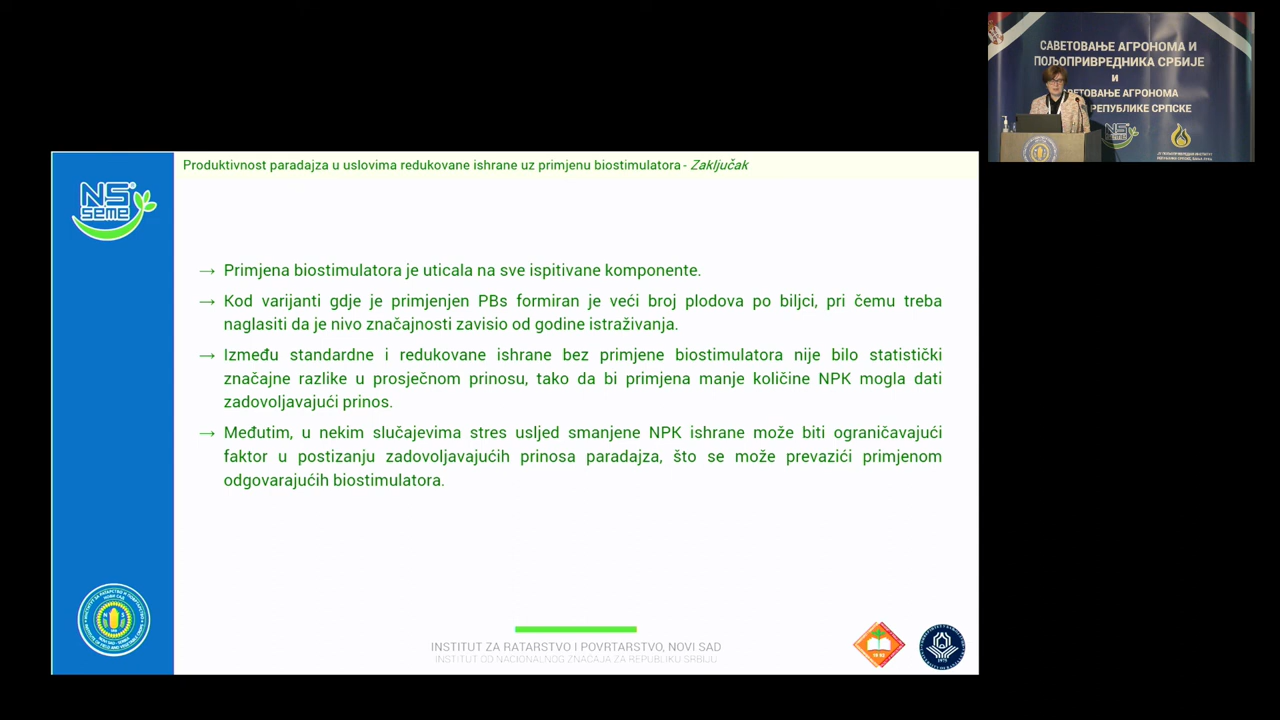 САВЕТОВАЊЕ АГРОНОМА И
ПОЉОПРИВРЕДНИКА СРБИЈЕ
И
САВЕТОВАЊЕ АГРОНОМА
РЕПУБЛИКЕ СРПСКЕ
NS
seme
Produktivnost paradajza u uslovima redukovane ishrane uz primjenu biostimulatora - Zaključak
NS®
seme
→ Primjena biostimulatora je uticala na sve ispitivane komponente.
→ Kod varijanti gdje je primjenjen PBs formiran je veći broj plodova po biljci, pri čemu treba
naglasiti da je nivo značajnosti zavisio od godine istraživanja.
→ Između standardne i redukovane ishrane bez primjene biostimulatora nije bilo statistički
značajne razlike u prosječnom prinosu, tako da bi primjena manje količine NPK mogla dati
zadovoljavajući prinos.
→ Međutim, u nekim slučajevima stres usljed smanjene NPK ishrane može biti ograničavajući
faktor u postizanju zadovoljavajućih prinosa paradajza, što se može prevazići primjenom
odgovarajućih biostimulatora.
INSTITUT ZA RATARSTVO I POVRTARSTVO, NOVI SAD
INSTITUT OD NACIONALNOG ZNAČAJA ZA REPUBLIKU SRBIJU